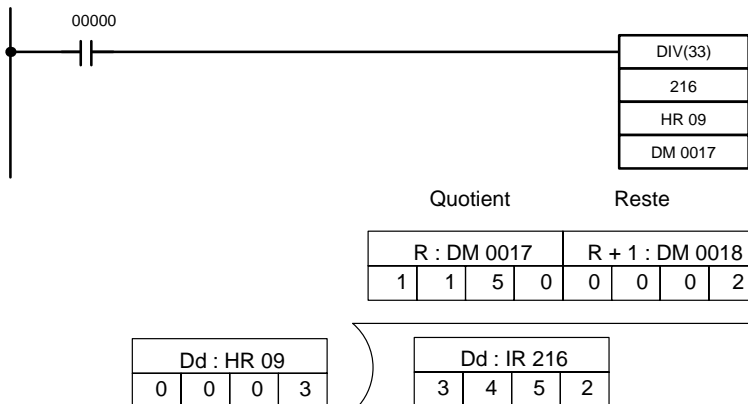 00000
DIV(33)
216
HR 09
DM 0017
Quotient Reste
R : DM 0017 R + 1 : DM 0018
1 1 5 0 0 0 0 2
Dd : HR 09 Dd : IR 216
0 0 0 3 3 4 5 2